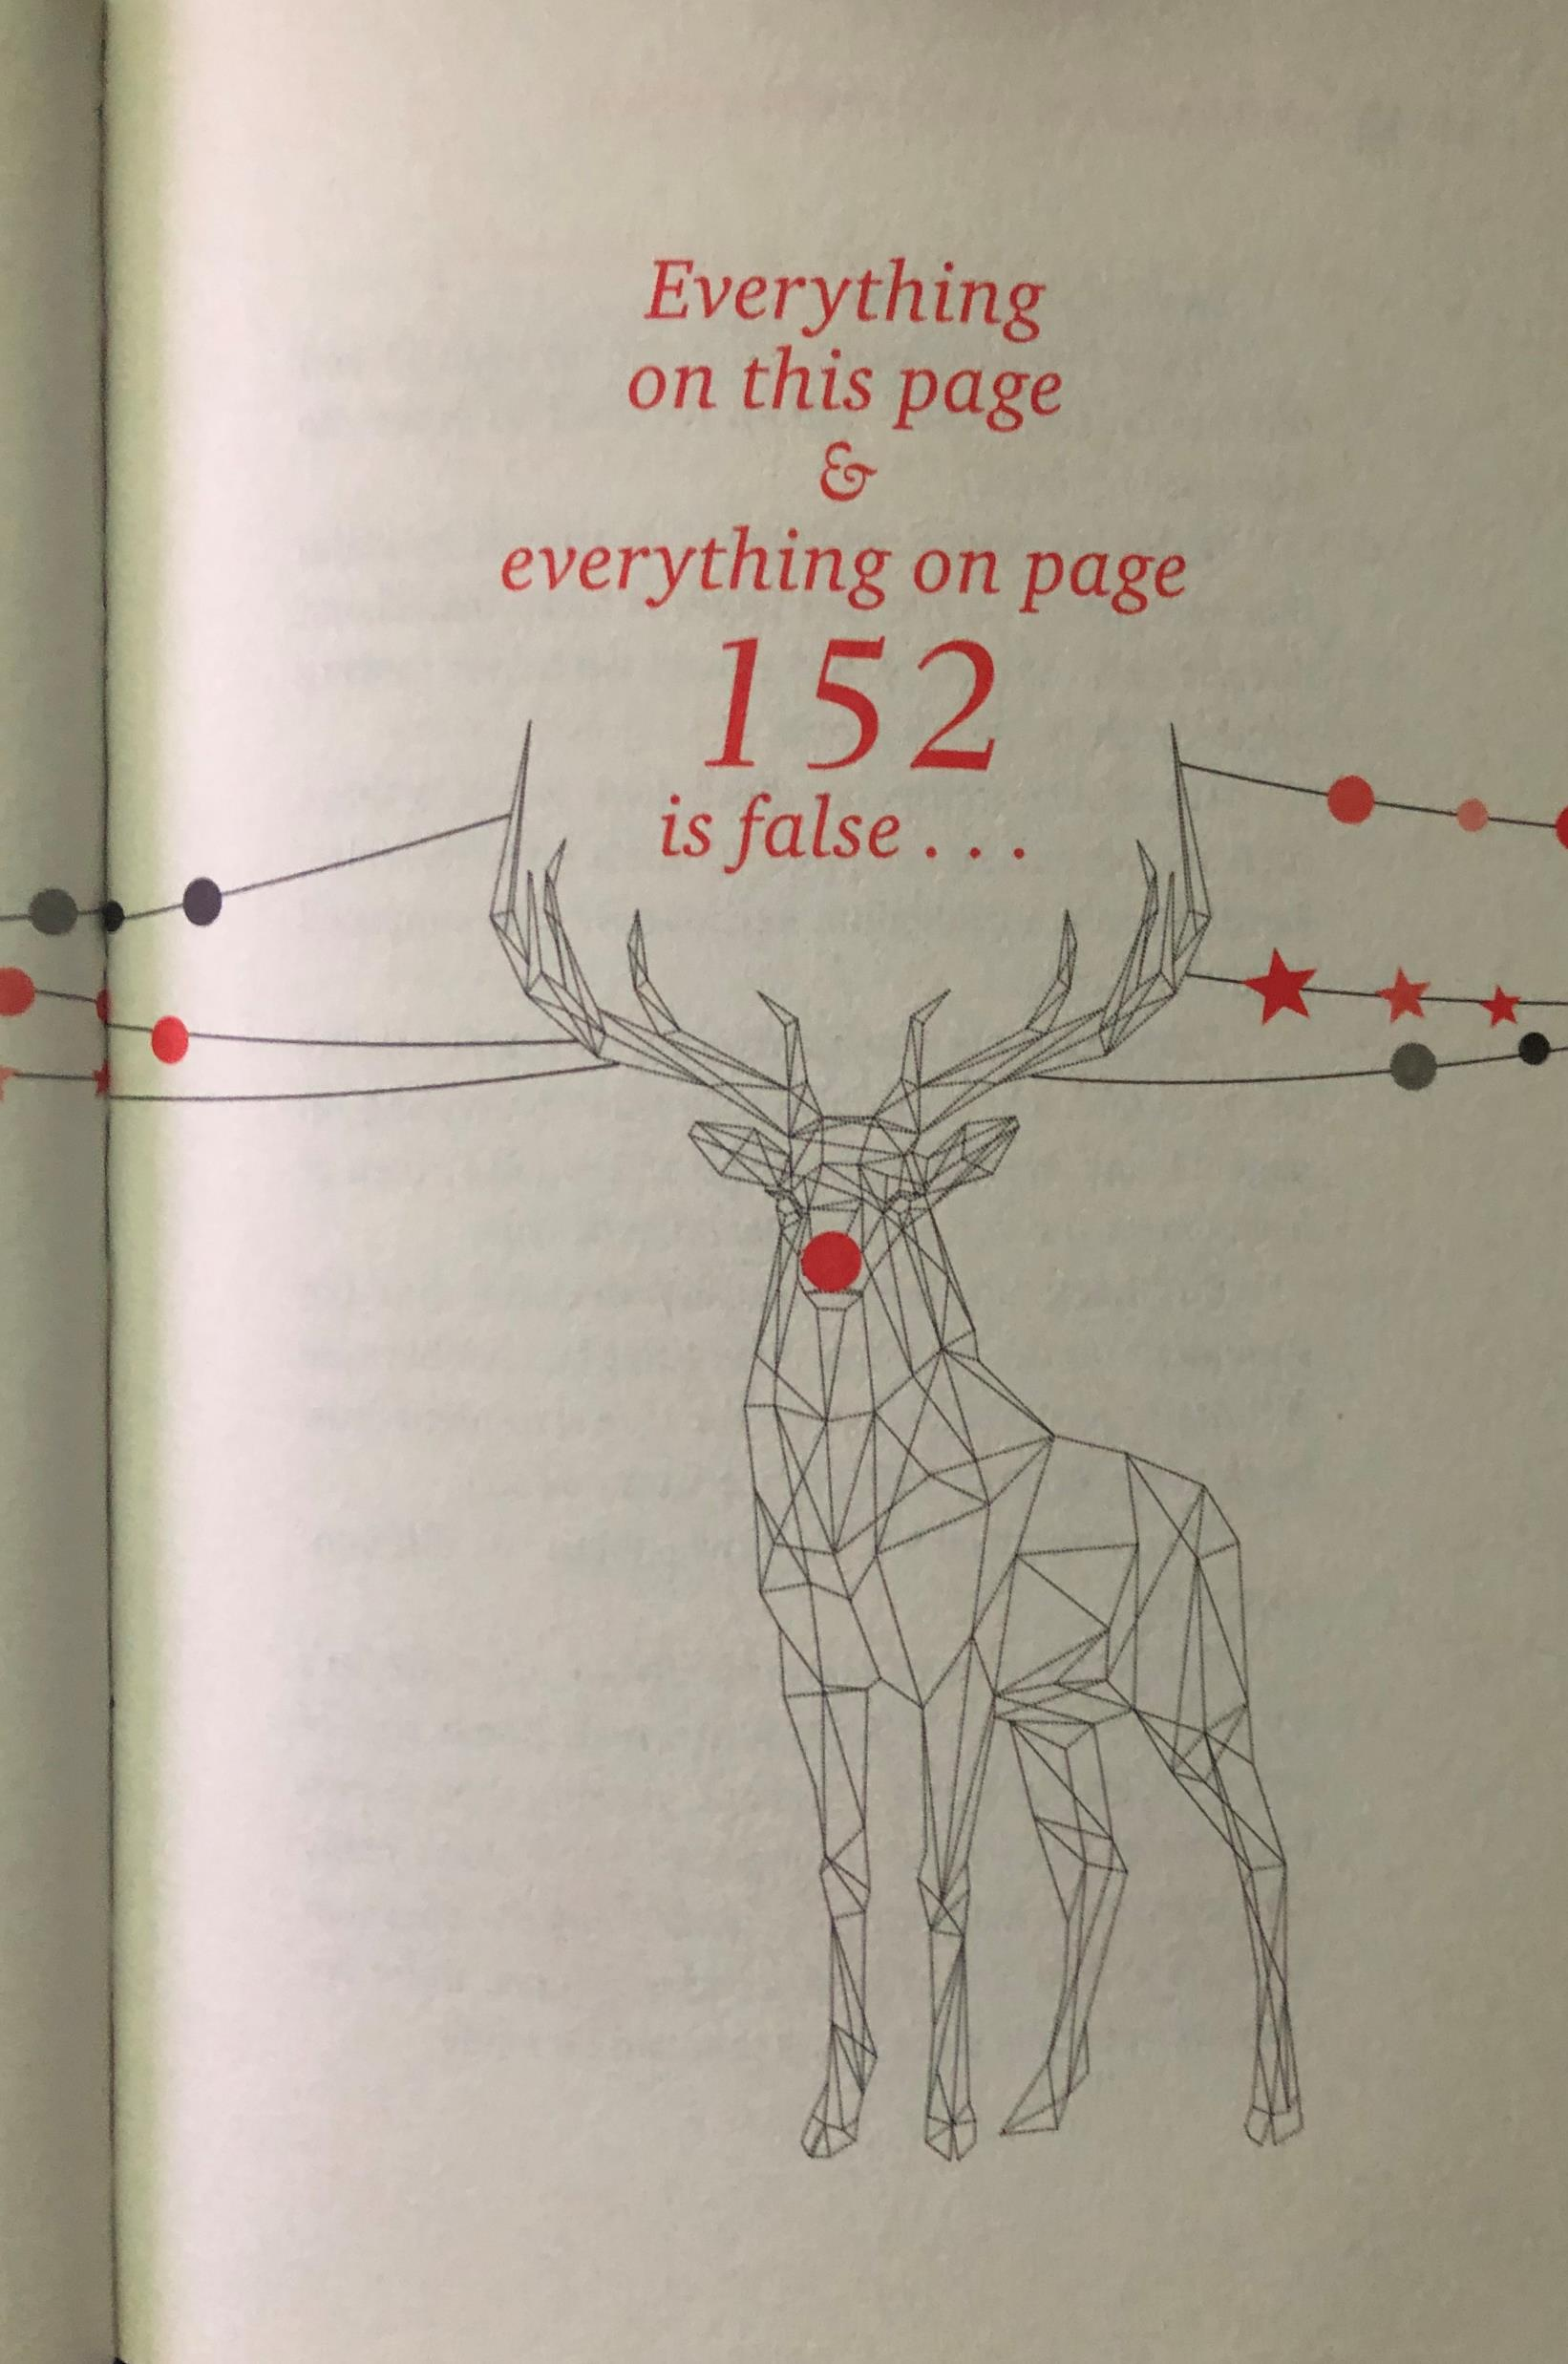 Everything
on this page
&
everything on page
152
is false . . .